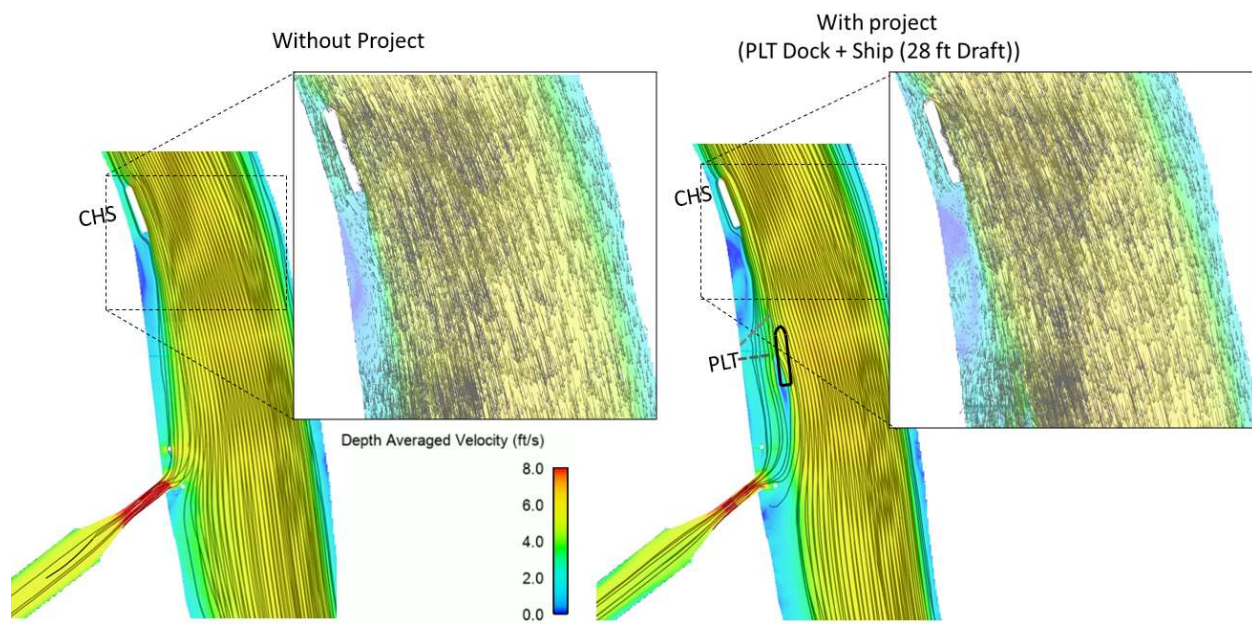 Without Project
With project
(PLT Dock + Ship (28 ft Draft))
CHS
CHS
PLT
Depth Averaged Velocity (ft/s)
8.0
6.0
4.0
2.0
0.0